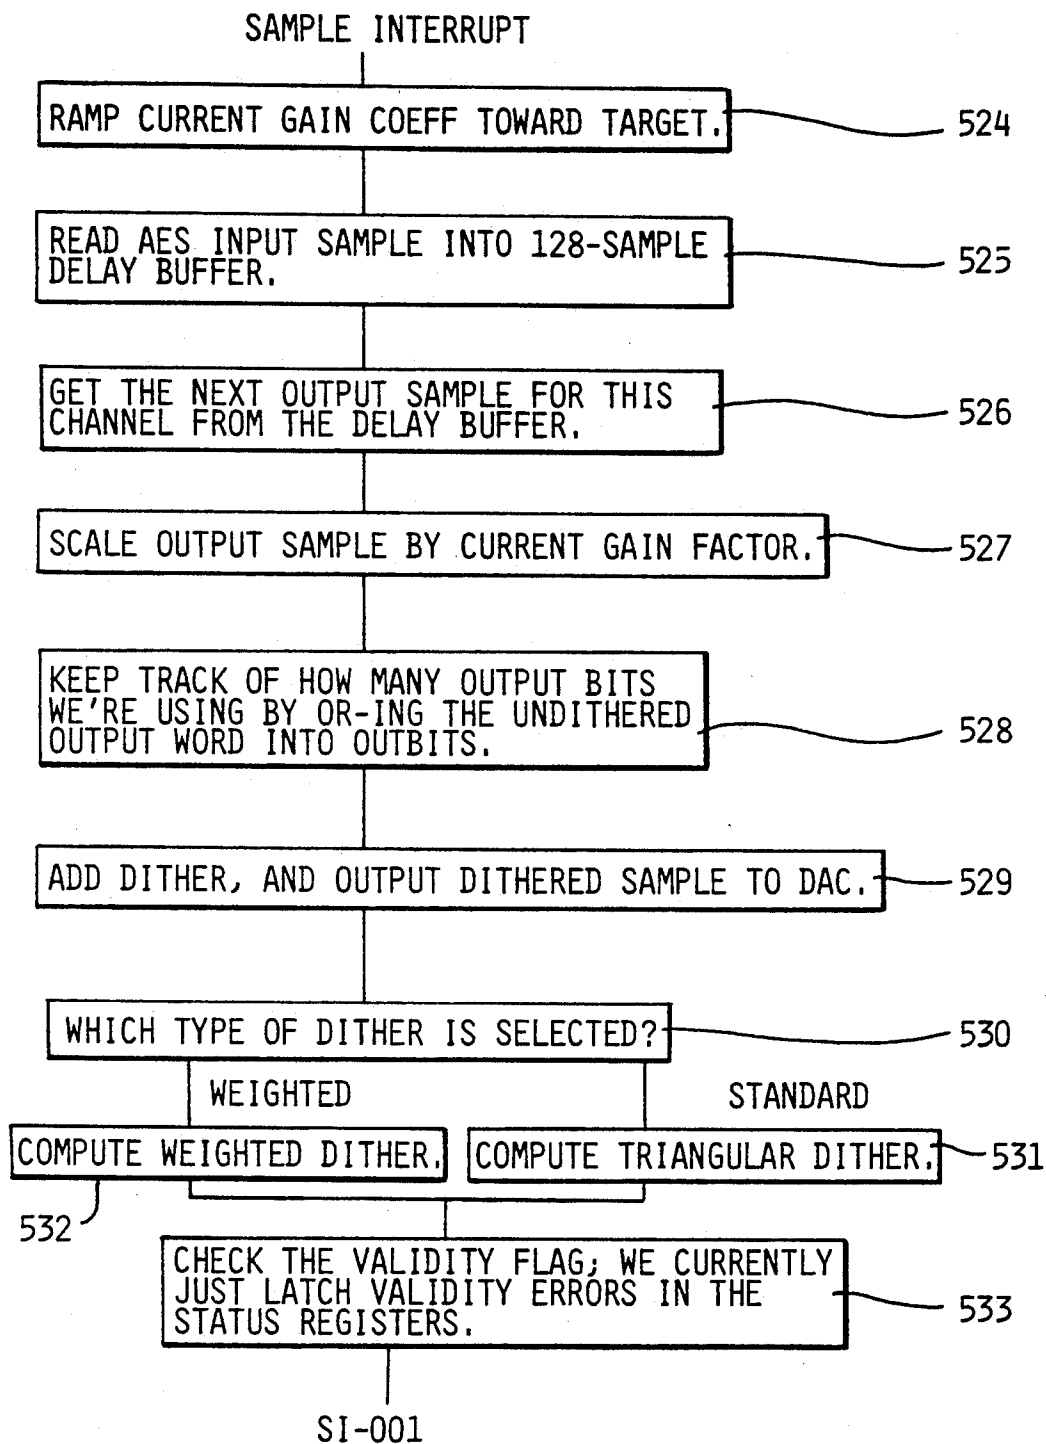 SAMPLE INTERRUPT
RAMP CURRENT GAIN COEFF TOWARD TARGET.
524
READ AES INPUT SAMPLE INTO 128-SAMPLE
DELAY BUFFER.
525
GET THE NEXT OUTPUT SAMPLE FOR THIS
CHANNEL FROM THE DELAY BUFFER.
526
SCALE OUTPUT SAMPLE BY CURRENT GAIN FACTOR.
527
KEEP TRACK OF HOW MANY OUTPUT BITS
WE'RE USING BY OR-ING THE UNDITHERED
OUTPUT WORD INTO OUTBITS.
528
ADD DITHER, AND OUTPUT DITHERED SAMPLE TO DAC.
529
WHICH TYPE OF DITHER IS SELECTED?
530
WEIGHTED
STANDARD
COMPUTE WEIGHTED DITHER.
COMPUTE TRIANGULAR DITHER.
531
532
CHECK THE VALIDITY FLAG; WE CURRENTLY
JUST LATCH VALIDITY ERRORS IN THE
STATUS REGISTERS.
533
SI-001